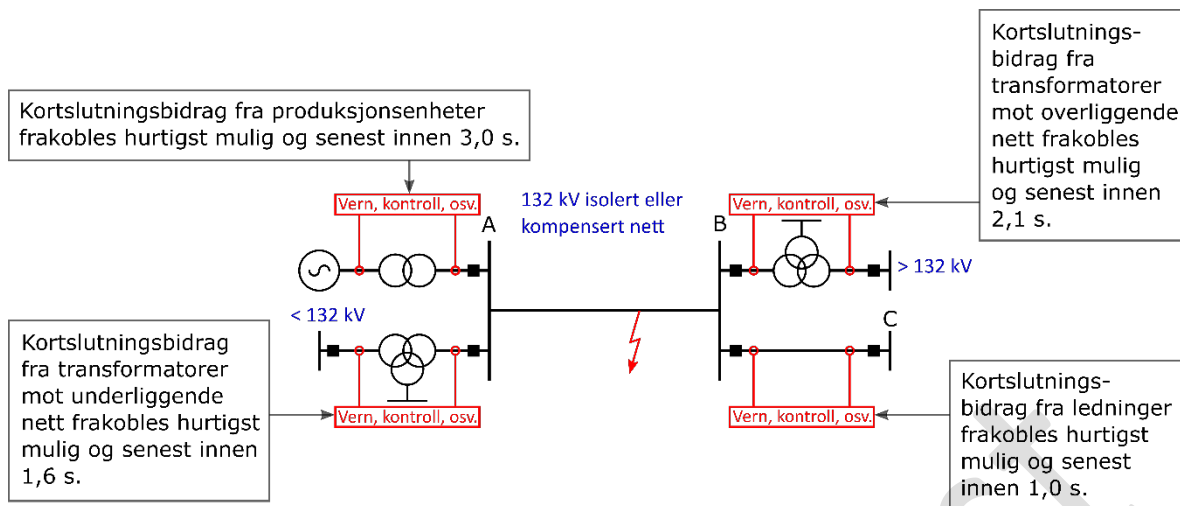 Kortslutningsbidrag fra produksjonsenheter
frakobles hurtigst mulig og senest innen 3,0 s.
Kortslutnings-
bidrag fra
transformatorer
mot overliggende
nett frakobles
hurtigst mulig
og senest innen
2,1 s.
Vern, kontroll, osv.
A
132 kV isolert eller
kompensert nett
B
Vern, kontroll, osv.
> 132 kV
< 132 kV
C
Kortslutningsbidrag
fra transformatorer
mot underliggende
nett frakobles hurtigst
mulig og senest innen
1,6 s.
Vern, kontroll, osv.
Vern, kontroll, osv.
Kortslutnings-
bidrag fra ledninger
frakobles hurtigst
mulig og senest
innen 1,0 s.